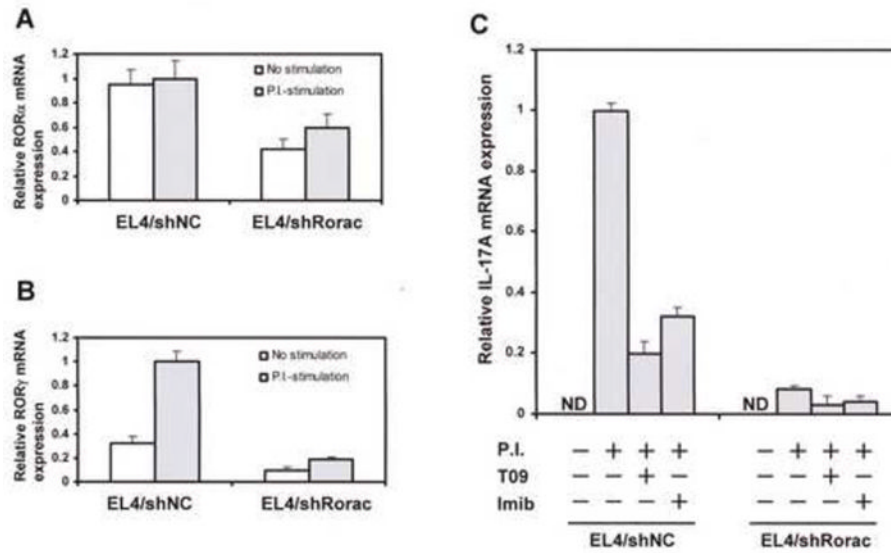 A
Relative RORα mRNA
expression
1.2
1
0.8
0.6
0.4
0.2
0
No stimulation
P.I.-stimulation
EL4/shNC EL4/shRorac
B
Relative RORγ mRNA
expression
1.2
1
0.8
0.6
0.4
0.2
0
No stimulation
P.I.-stimulation
EL4/shNC EL4/shRorac
C
Relative IL-17A mRNA expression
1.2
1
0.8
0.6
0.4
0.2
0
ND ND
P.I. − + + + − + + +
T09 − − + − − − + −
Imib − − − + − − − +
EL4/shNC EL4/shRorac